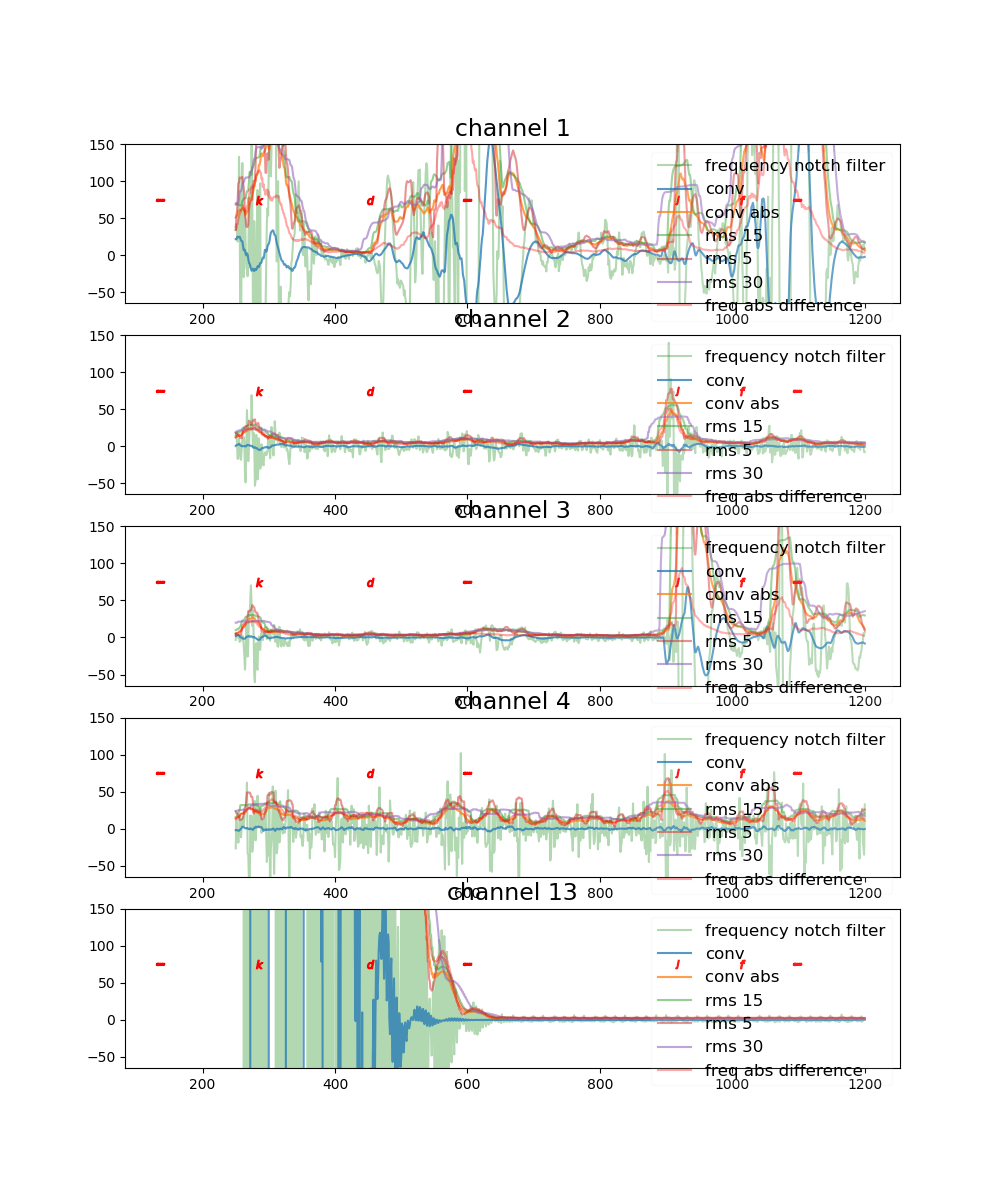 channel 1
150
100
50
0
−50
k
d
J
f
frequency notch filter
conv
conv abs
rms 15
rms 5
rms 30
freq abs difference
200 400 600 800 1000 1200
channel 2
150
100
50
0
−50
k
d
J
f
frequency notch filter
conv
conv abs
rms 15
rms 5
rms 30
freq abs difference
200 400 600 800 1000 1200
channel 3
150
100
50
0
−50
k
d
J
f
frequency notch filter
conv
conv abs
rms 15
rms 5
rms 30
freq abs difference
200 400 600 800 1000 1200
channel 4
150
100
50
0
−50
k
d
J
f
frequency notch filter
conv
conv abs
rms 15
rms 5
rms 30
freq abs difference
200 400 600 800 1000 1200
channel 13
150
100
50
0
−50
k
d
J
f
frequency notch filter
conv
conv abs
rms 15
rms 5
rms 30
freq abs difference
200 400 600 800 1000 1200